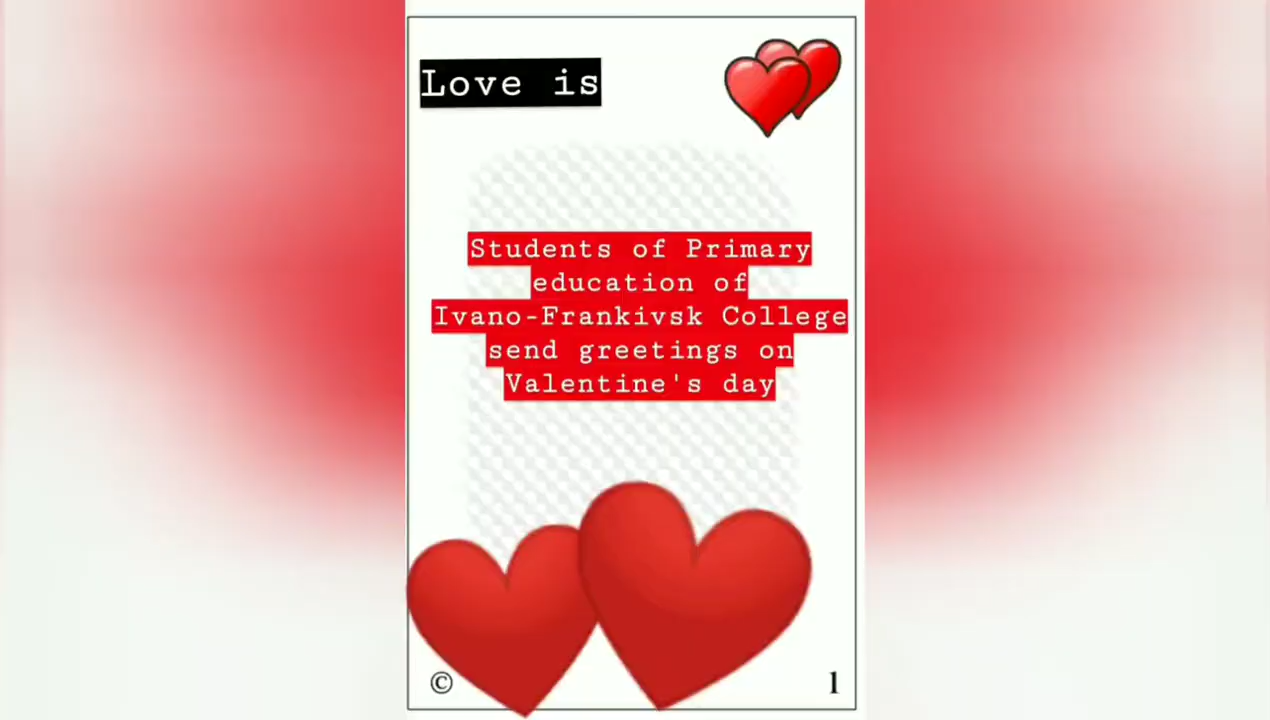 Love is
Students of Primary
education of
Ivano-Frankivsk College
send greetings on
Valentine's day
© 1